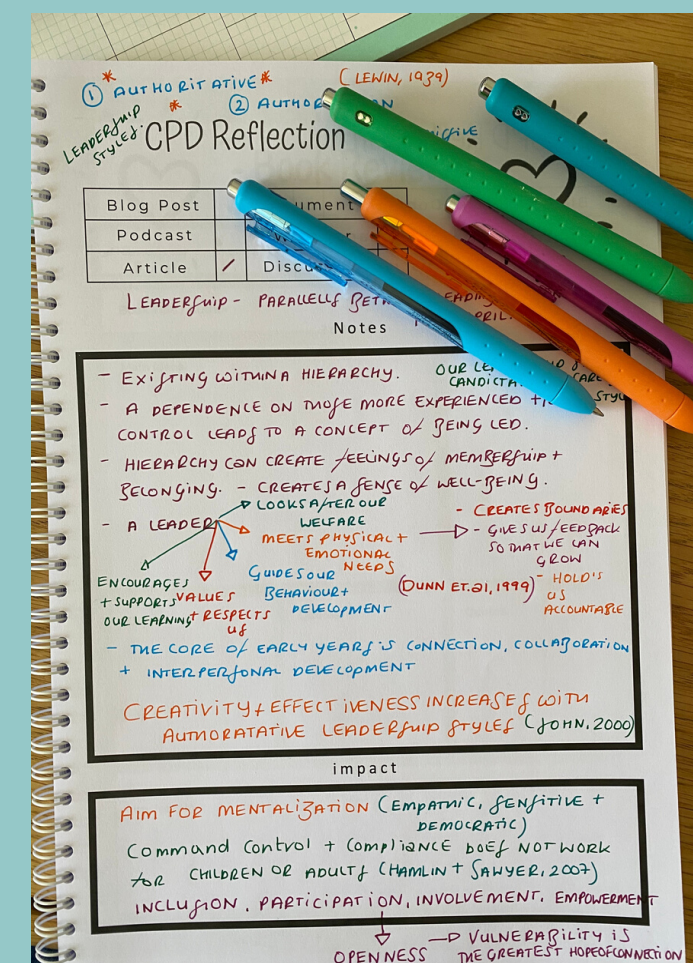 ① AUTHORITATIVE (LEWIN, 1939)
②
LEADERSHIP
STYLES.
CPD Reflection
Blog Post
Podcast
Article / 
LEADERSHIP - PARALLELS
Notes
- EXISTING WITHIN A HIERARCHY. OUR
- A DEPENDENCE ON THOSE MORE EXPERIENCED
CONTROL LEADS TO A CONCEPT OF BEING LED.
- HIERARCHY CAN CREATE FEELINGS OF MEMBERSHIP +
BELONGING. - CREATES A SENSE OF WELL-BEING.
- A LEADER
LOOKS AFTER OUR
WELFARE
MEETS PHYSICAL +
EMOTIONAL
NEEDS
GUIDES OUR
BEHAVIOUR +
DEVELOPMENT
VALUES
+ RESPECTS
US
ENCOURAGES
+ SUPPORTS
OUR LEARNING
- CREATES BOUNDARIES
- GIVES US FEEDBACK
SO THAT WE CAN
GROW
- HOLD'S
US
ACCOUNTABLE
(DUNN ET.al, 1999)
- THE CORE OF EARLY YEARS IS CONNECTION, COLLABORATION
+ INTERPERSONAL DEVELOPMENT
CREATIVITY + EFFECTIVENESS INCREASES WITH
AUTHORATATIVE LEADERSHIP STYLES (JOHN, 2000)
impact
AIM FOR MENTALIZATION (EMPATHIC, SENSITIVE +
DEMOCRATIC)
Command Control + Compliance DOES NOT WORK
FOR CHILDREN OR ADULTS (HAMLIN + SAWYER, 2007)
INCLUSION, PARTICIPATION, INVOLVEMENT, EMPOWERMENT
OPENNESS → VULNERABILITY IS
THE GREATEST HOPE OF CONNECTION